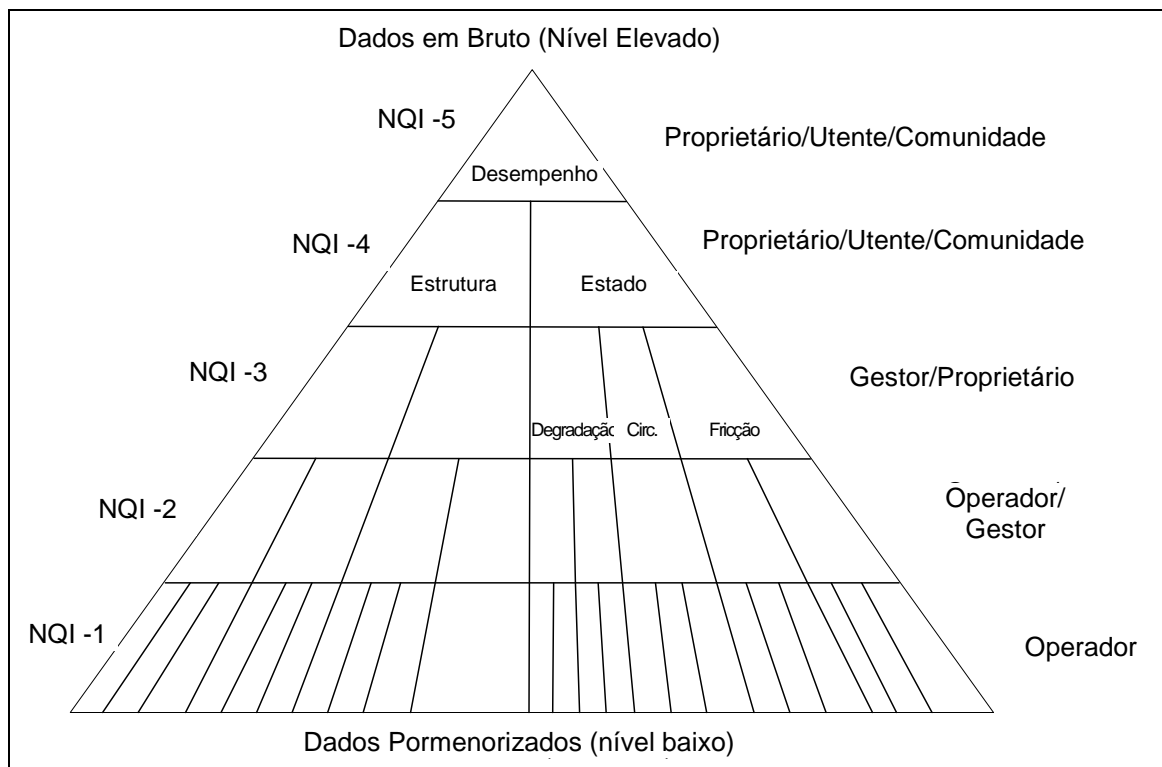 Dados em Bruto (Nível Elevado)
NQI -5
Proprietário/Utente/Comunidade
Desempenho
NQI -4
Proprietário/Utente/Comunidade
Estrutura
Estado
NQI -3
Gestor/Proprietário
Degradação
Circ.
Fricção
NQI -2
Operador/
Gestor
NQI -1
Operador
Dados Pormenorizados (nível baixo)